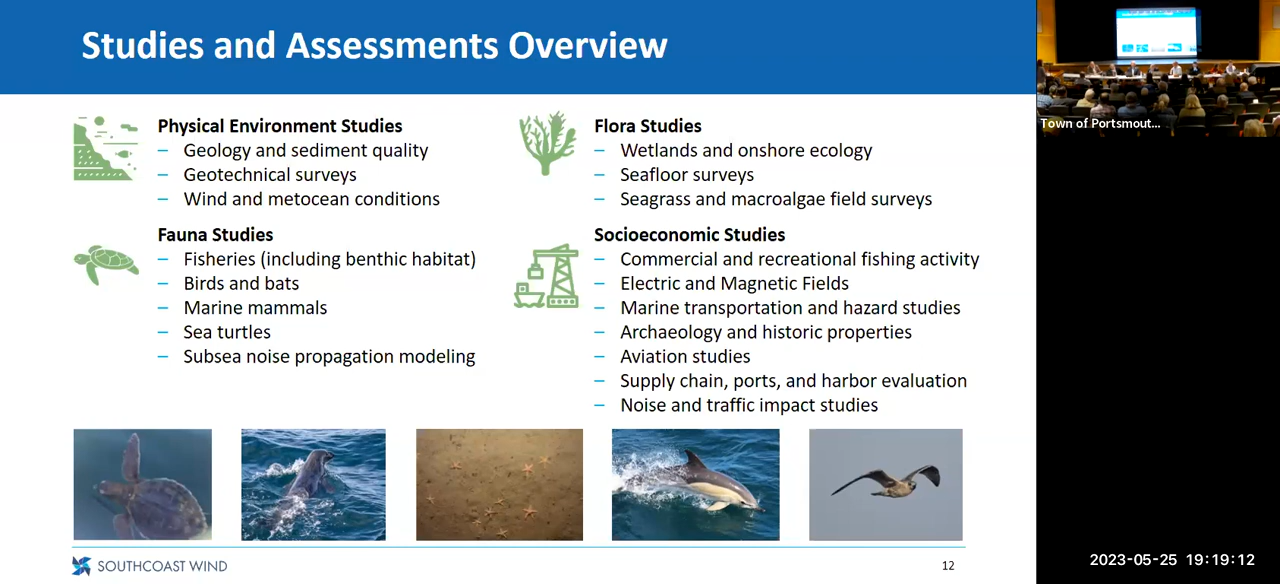 Studies and Assessments Overview
Physical Environment Studies
– Geology and sediment quality
– Geotechnical surveys
– Wind and metocean conditions
Fauna Studies
– Fisheries (including benthic habitat)
– Birds and bats
– Marine mammals
– Sea turtles
– Subsea noise propagation modeling
Flora Studies
– Wetlands and onshore ecology
– Seafloor surveys
– Seagrass and macroalgae field surveys
Socioeconomic Studies
– Commercial and recreational fishing activity
– Electric and Magnetic Fields
– Marine transportation and hazard studies
– Archaeology and historic properties
– Aviation studies
– Supply chain, ports, and harbor evaluation
– Noise and traffic impact studies
SOUTHCOAST WIND
12
Town of Portsmout...
2023-05-25 19:19:12